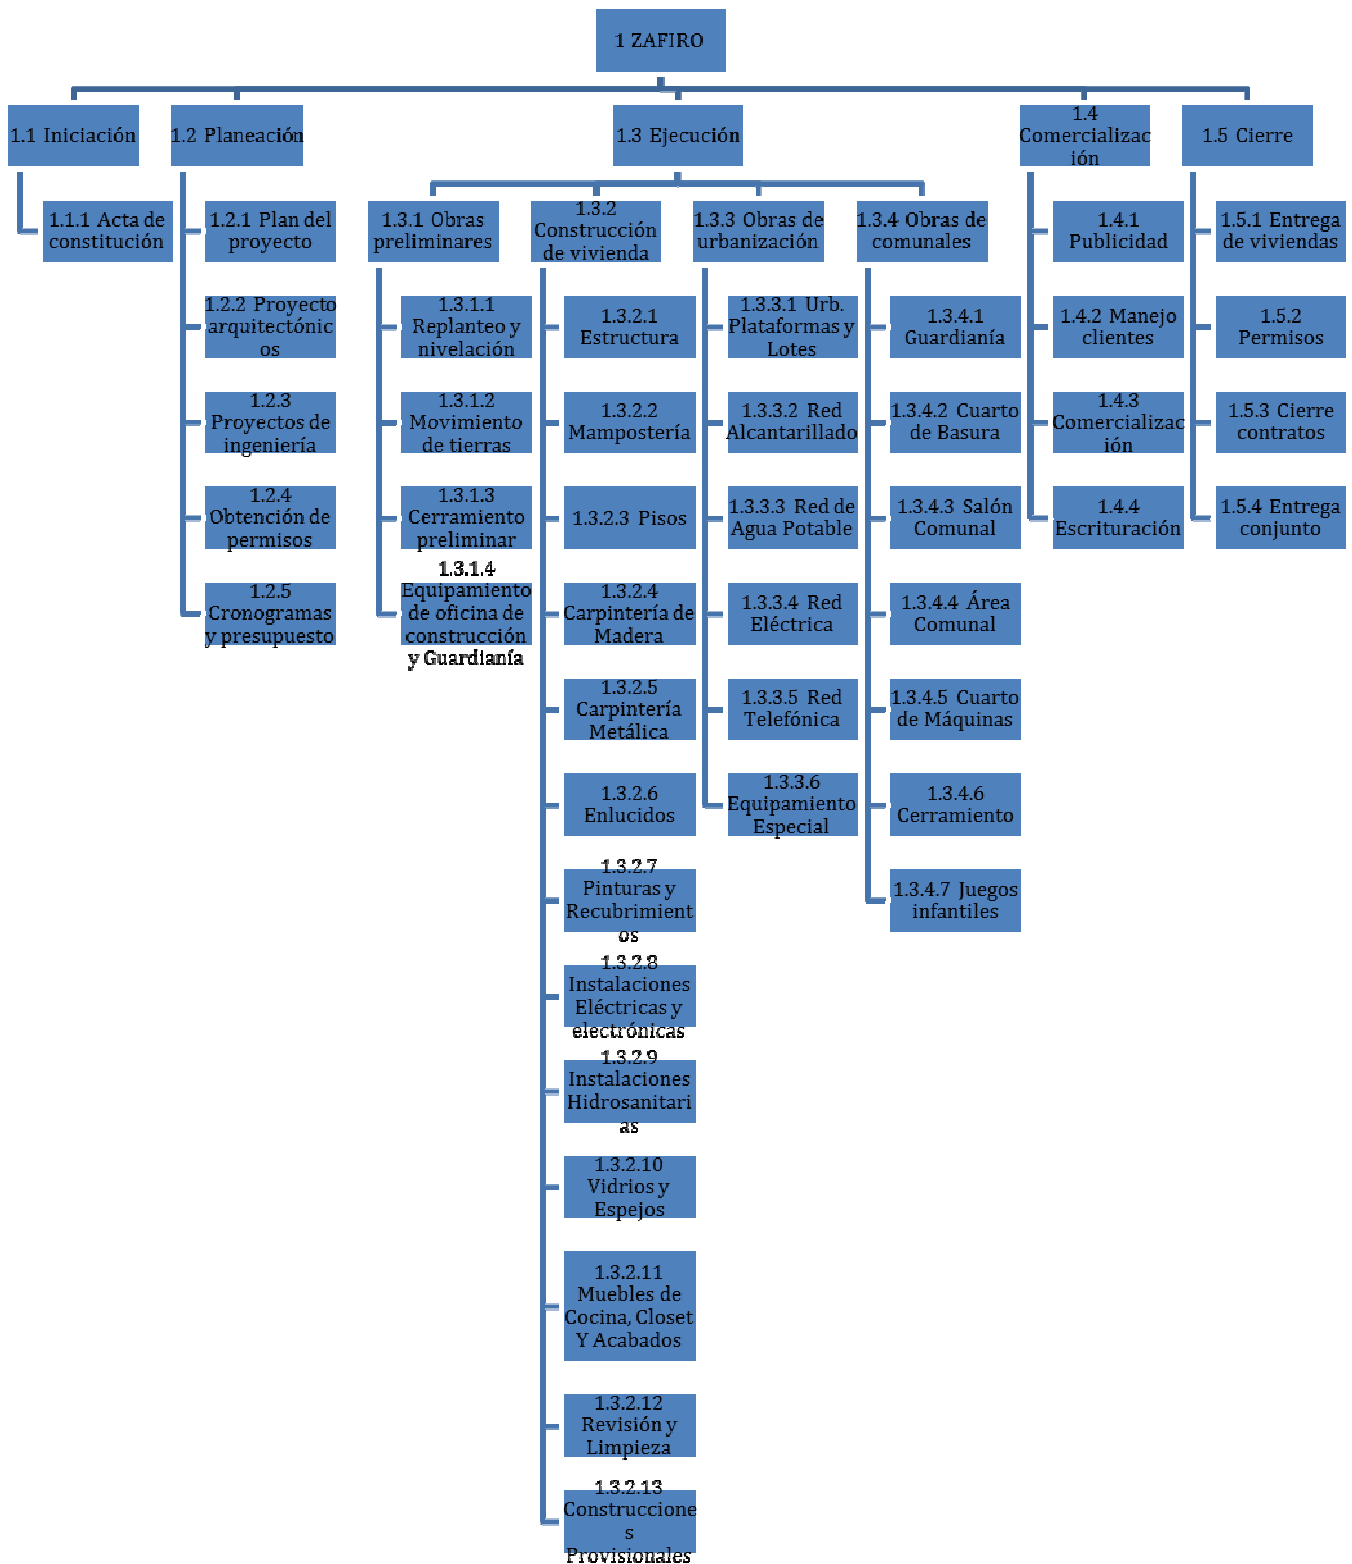 1 ZAFIRO
1.1 Iniciación
1.1.1 Acta de
constitución
1.2 Planeación
1.2.1 Plan del
proyecto
1.2.2 Proyecto
arquitectónic
os
1.2.3
Proyectos de
ingeniería
1.2.4
Obtención de
permisos
1.2.5
Cronogramas
y presupuesto
1.3 Ejecución
1.3.1 Obras
preliminares
1.3.1.1
Replanteo y
nivelación
1.3.1.2
Movimiento
de tierras
1.3.1.3
Cerramiento
preliminar
1.3.1.4
Equipamiento
de oficina de
construcción
y Guardianía
1.3.2
Construcción
de vivienda
1.3.2.1
Estructura
1.3.2.2
Mampostería
1.3.2.3 Pisos
1.3.2.4
Carpintería de
Madera
1.3.2.5
Carpintería
Metálica
1.3.2.6
Enlucidos
1.3.2.7
Pinturas y
Recubrimient
os
1.3.2.8
Instalaciones
Eléctricas y
electrónicas
1.3.2.9
Instalaciones
Hidrosanitari
as
1.3.2.10
Vidrios y
Espejos
1.3.2.11
Muebles de
Cocina, Closet
Y Acabados
1.3.2.12
Revisión y
Limpieza
1.3.2.13
Construccione
s
Provisionales
1.3.3 Obras de
urbanización
1.3.3.1 Urb.
Plataformas y
Lotes
1.3.3.2 Red
Alcantarillado
1.3.3.3 Red de
Agua Potable
1.3.3.4 Red
Eléctrica
1.3.3.5 Red
Telefónica
1.3.3.6
Equipamiento
Especial
1.3.4 Obras de
comunales
1.3.4.1
Guardianía
1.3.4.2 Cuarto
de Basura
1.3.4.3 Salón
Comunal
1.3.4.4 Área
Comunal
1.3.4.5 Cuarto
de Máquinas
1.3.4.6
Cerramiento
1.3.4.7 Juegos
infantiles
1.4
Comercializac
ión
1.4.1
Publicidad
1.4.2 Manejo
clientes
1.4.3
Comercializac
ión
1.4.4
Escrituración
1.5 Cierre
1.5.1 Entrega
de viviendas
1.5.2
Permisos
1.5.3 Cierre
contratos
1.5.4 Entrega
conjunto